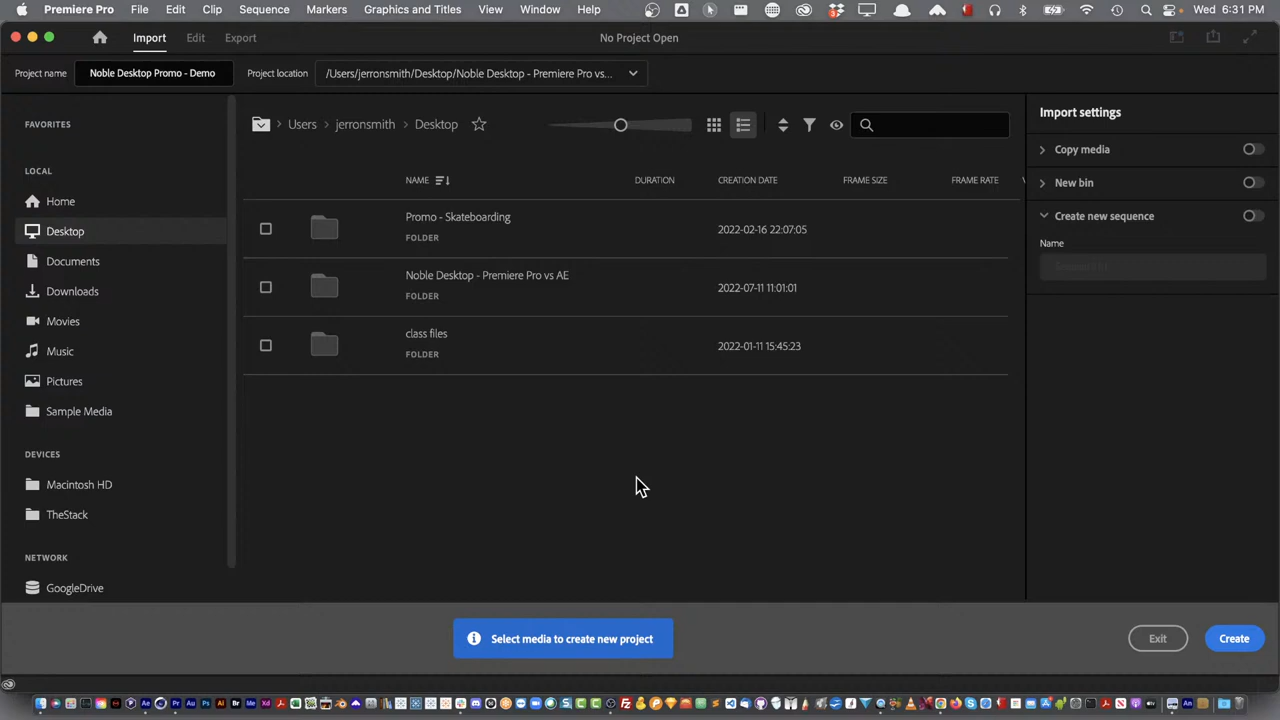 Premiere Pro File Edit Clip Sequence Markers Graphics and Titles View Window Help Wed 6:31 PM
Import Edit Export No Project Open
Project name Noble Desktop Promo - Demo Project location /Users/jerronsmith/Desktop/Noble Desktop - Premiere Pro vs...
FAVORITES
LOCAL
Home
Desktop
Documents
Downloads
Movies
Music
Pictures
Sample Media
DEVICES
Macintosh HD
TheStack
NETWORK
GoogleDrive
Users > jerronsmith > Desktop
NAME DURATION CREATION DATE FRAME SIZE FRAME RATE
Promo - Skateboarding
FOLDER
2022-02-16 22:07:05
Noble Desktop - Premiere Pro vs AE
FOLDER
2022-07-11 11:01:01
class files
FOLDER
2022-01-11 15:45:23
Import settings
Copy media
New bin
Create new sequence
Name
Select media to create new project
Exit Create